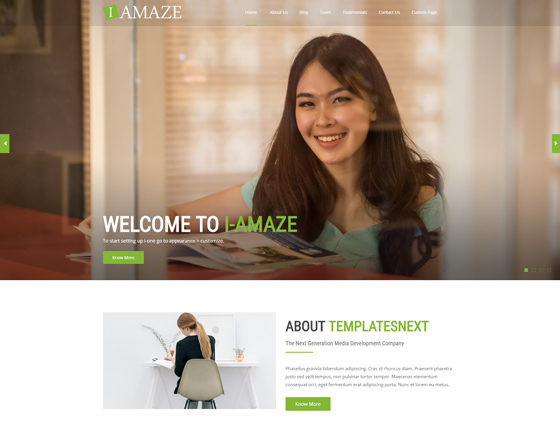 I AMAZE
Home About Us Blog Team Testimonials Contact Us Custom Page
WELCOME TO I-AMAZE
To start setting up i-one go to appearance > customize.
Know More
ABOUT TEMPLATESNEXT
The Next Generation Media Development Company
Phasellus gravida bibendum adipiscing. Cras id rhoncus diam. Praesent pharetra
justo sed velit tempus, non pulvinar tortor tempor. Maecenas elementum
consequat orci, eget fermentum erat adipiscing porta. Nunc et lorem eu metus.
Know More